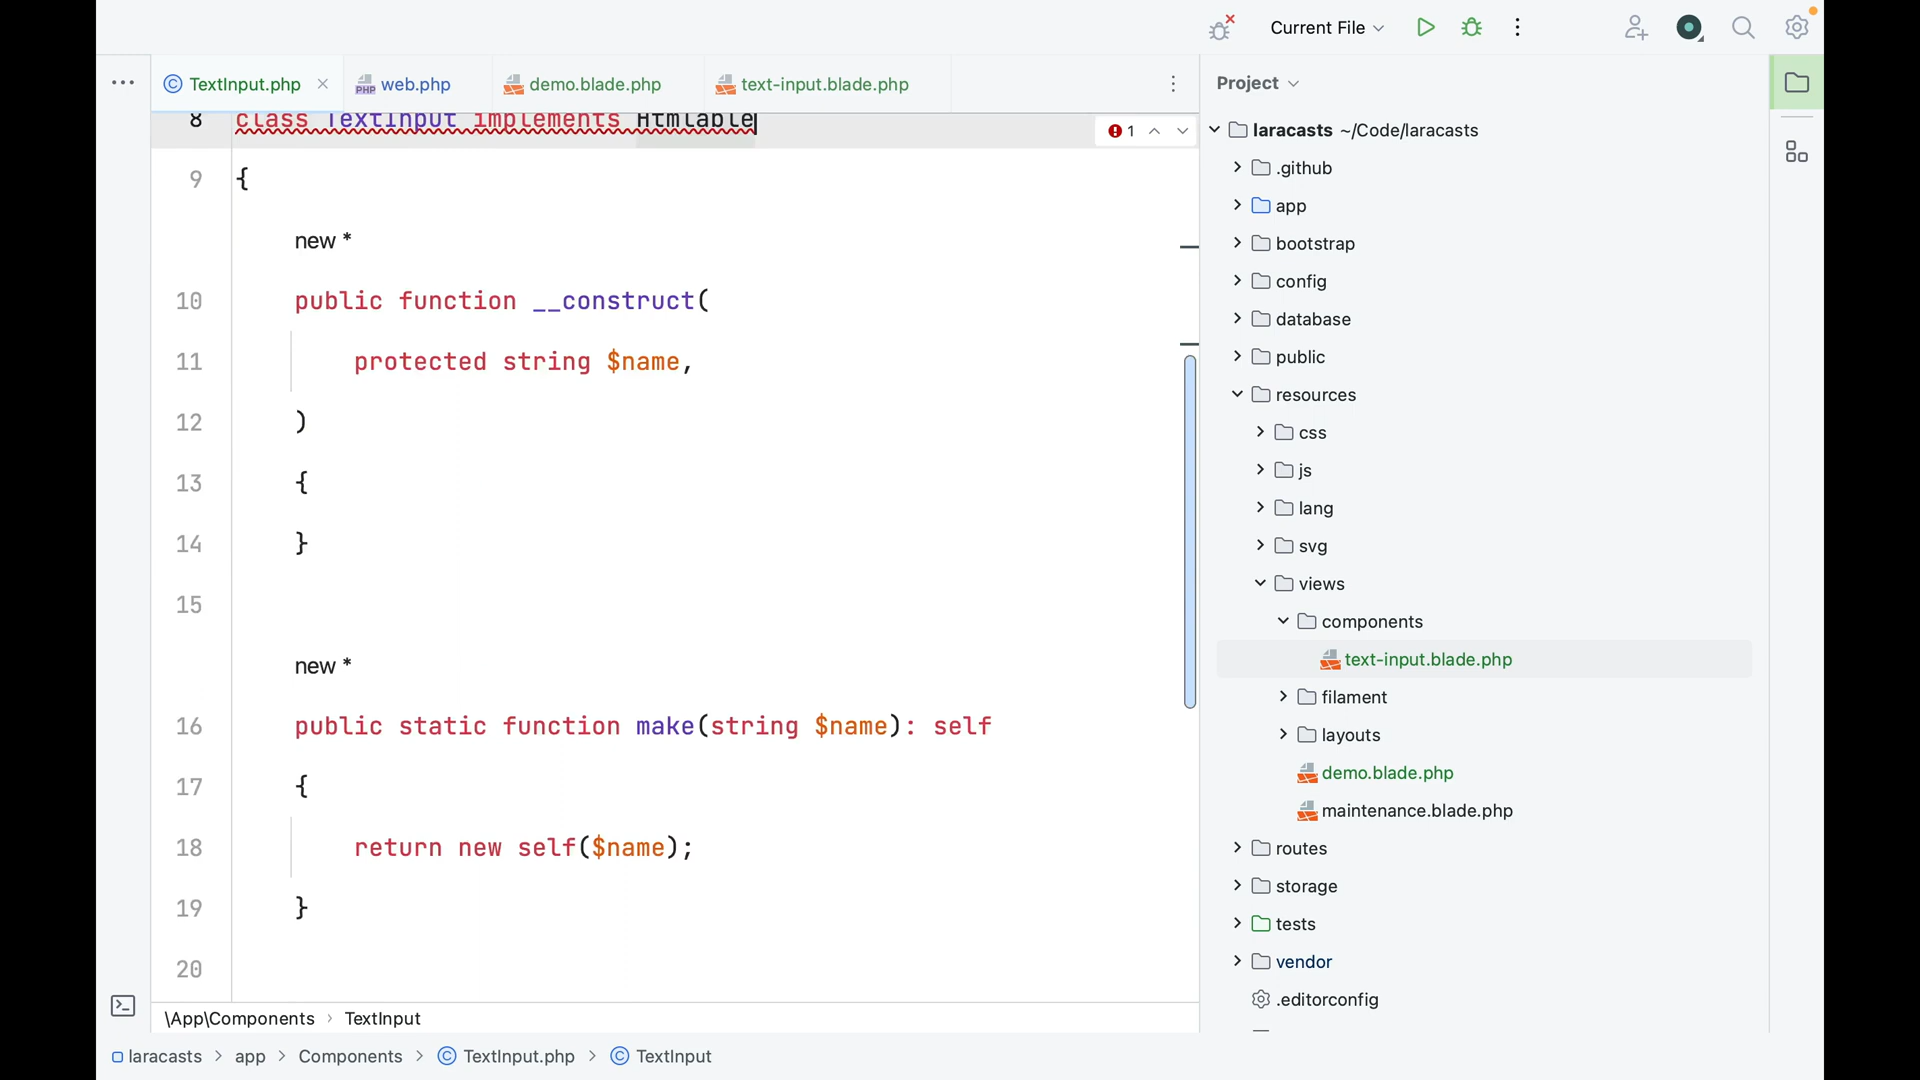 Current File
TextInput.php
web.php
demo.blade.php
text-input.blade.php
Project
8 class TextInput implements Htmlable
1
9 {
new *
10 public function __construct(
11 protected string $name,
12 )
13 {
14 }
15
new *
16 public static function make(string $name): self
17 {
18 return new self($name);
19 }
20
laracasts ~/Code/laracasts
.github
app
bootstrap
config
database
public
resources
css
js
lang
svg
views
components
text-input.blade.php
filament
layouts
demo.blade.php
maintenance.blade.php
routes
storage
tests
vendor
.editorconfig
\App\Components › TextInput
laracasts > app > Components > TextInput.php > TextInput